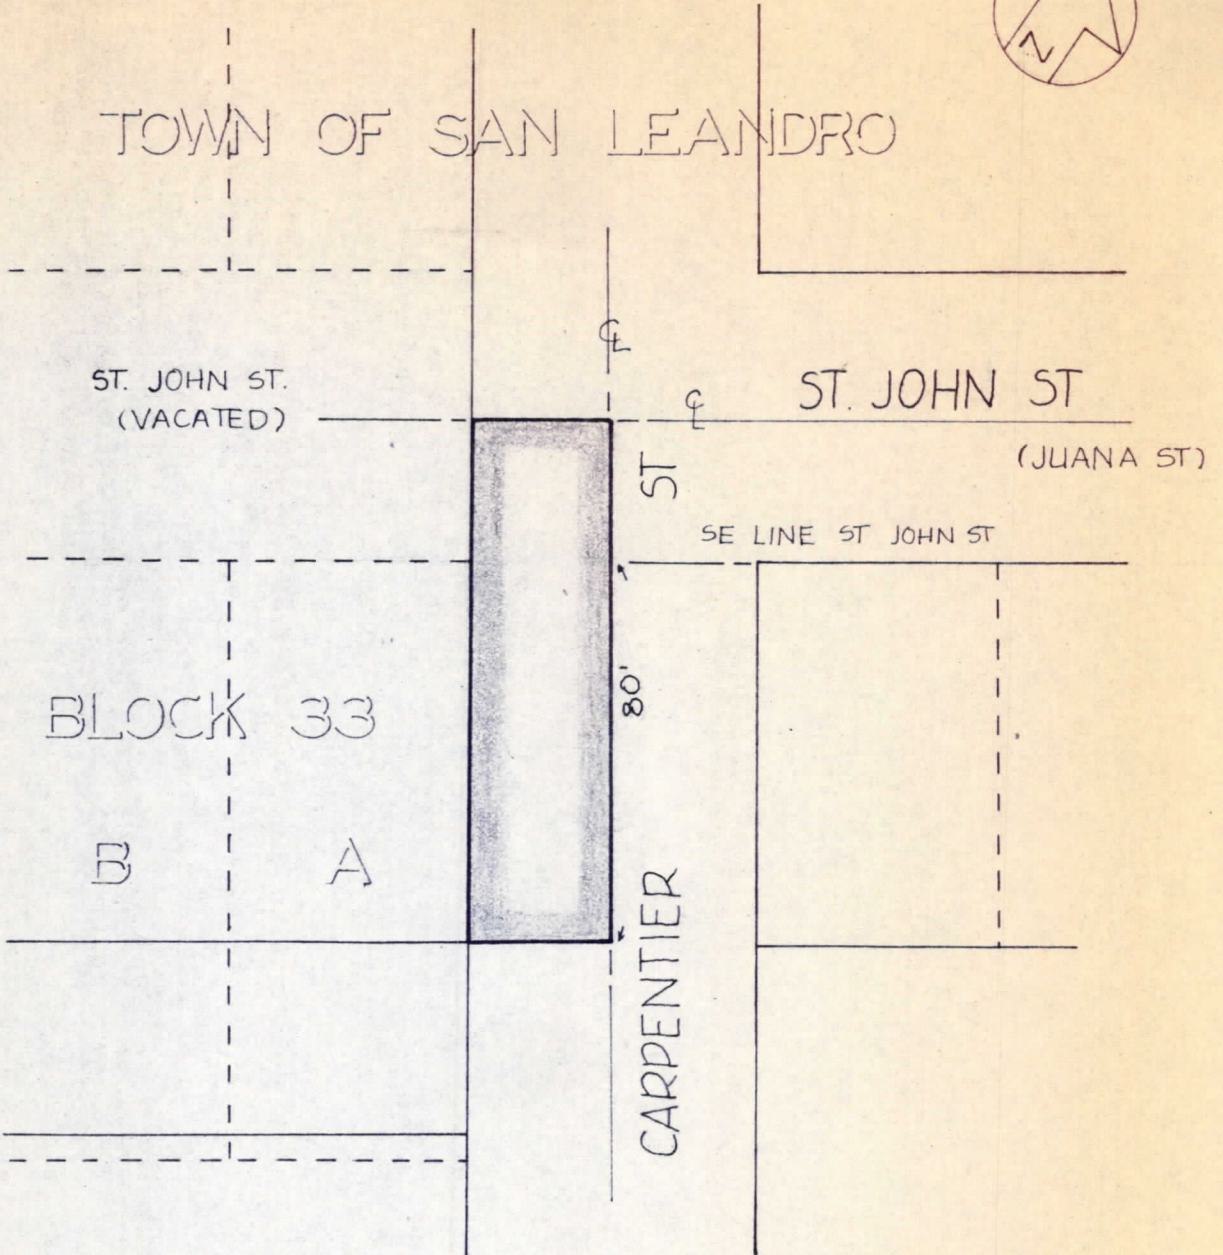 N
TOWN OF SAN LEANDRO
℄
ST. JOHN ST.
(VACATED)
℄
ST. JOHN ST
(JUANA ST)
ST
SE LINE ST JOHN ST
80'
BLOCK 33
B
A
CARPENTIER